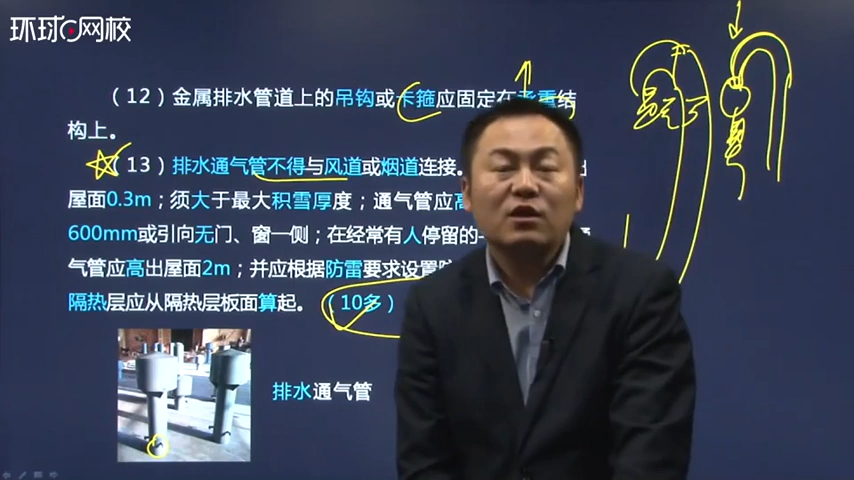 环球网校
（12）金属排水管道上的吊钩或卡箍应固定在承重结
构上。
（13）排水通气管不得与风道或烟道连接。
屋面0.3m；须大于最大积雪厚度；通气管应高
600mm或引向无门、窗一侧；在经常有人停留的
气管应高出屋面2m；并应根据防雷要求设置
隔热层应从隔热层板面算起。（10多）
排水通气管